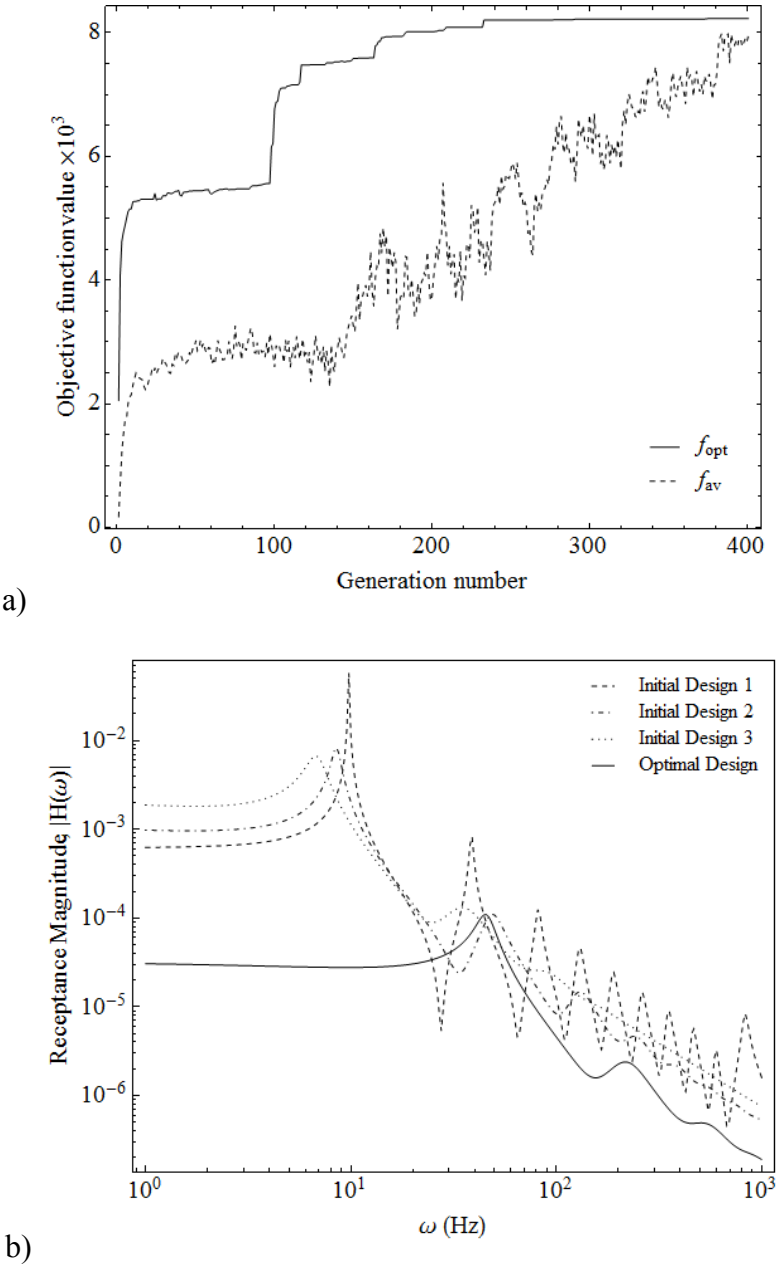 8
6
4
2
0
Objective function value ×10³
f_opt
f_av
0 100 200 300 400
Generation number
a)
Initial Design 1
Initial Design 2
Initial Design 3
Optimal Design
10⁻²
10⁻³
10⁻⁴
10⁻⁵
10⁻⁶
Receptance Magnitude, |H(ω)|
10⁰ 10¹ 10² 10³
ω (Hz)
b)